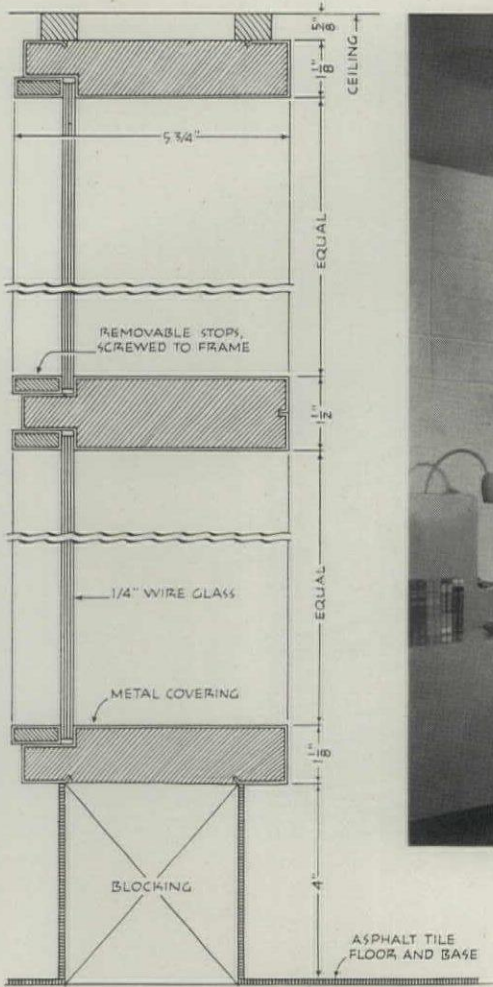 5/8"
CEILING
1 1/8"
5 3/4"
EQUAL
REMOVABLE STOPS,
SCREWED TO FRAME
1 1/2"
1/4" WIRE GLASS
EQUAL
METAL COVERING
1 1/8"
BLOCKING
4"
ASPHALT TILE
FLOOR AND BASE